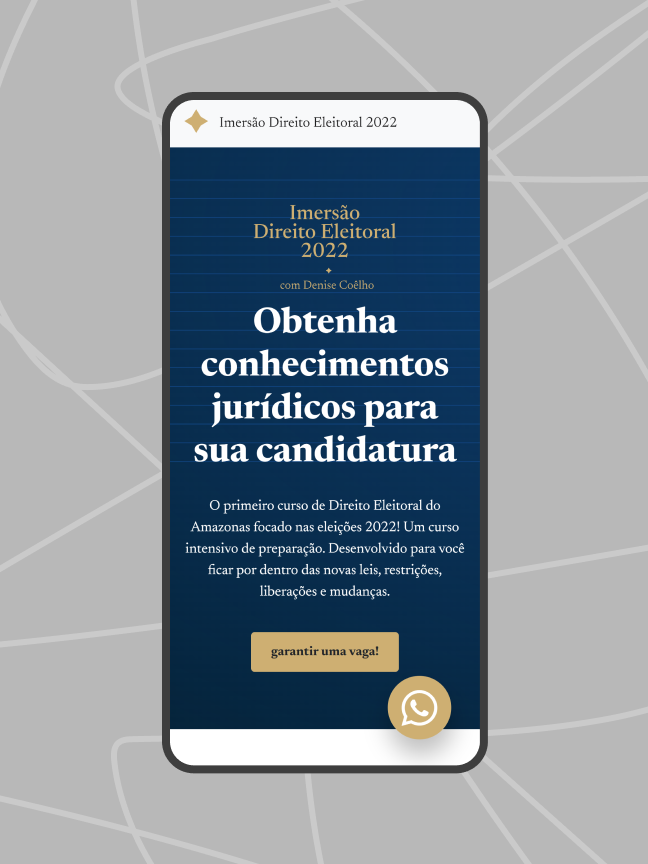 Imersão Direito Eleitoral 2022
Imersão
Direito Eleitoral
2022
com Denise Coêlho
Obtenha
conhecimentos
jurídicos para
sua candidatura
O primeiro curso de Direito Eleitoral do
Amazonas focado nas eleições 2022! Um curso
intensivo de preparação. Desenvolvido para você
ficar por dentro das novas leis, restrições,
liberações e mudanças.
garantir uma vaga!